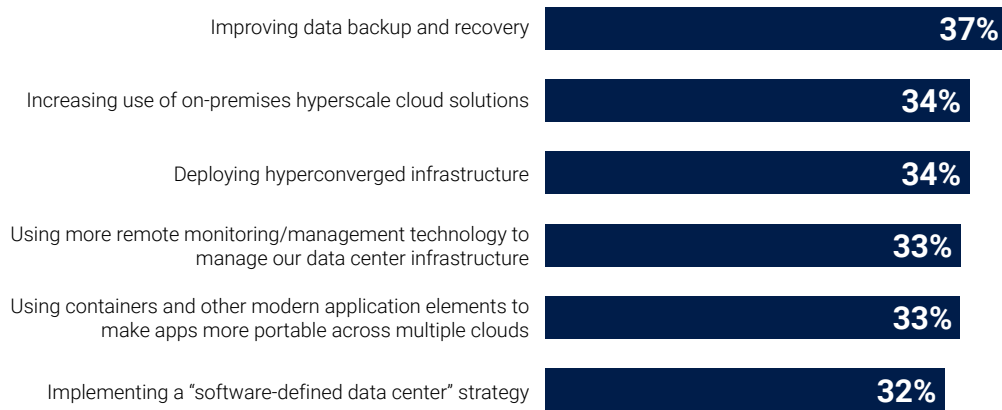 Improving data backup and recovery 37%
Increasing use of on-premises hyperscale cloud solutions 34%
Deploying hyperconverged infrastructure 34%
Using more remote monitoring/management technology to
manage our data center infrastructure 33%
Using containers and other modern application elements to
make apps more portable across multiple clouds 33%
Implementing a “software-defined data center” strategy 32%